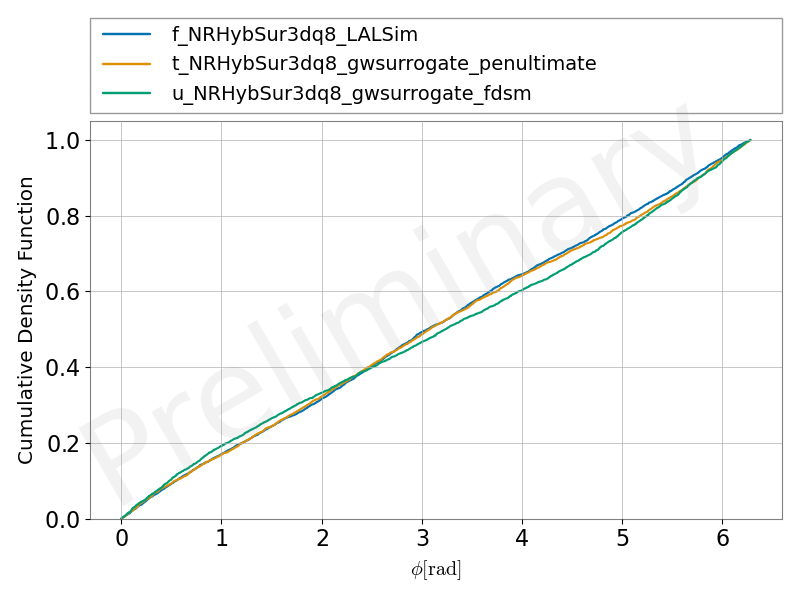 f_NRHybSur3dq8_LALSim
t_NRHybSur3dq8_gwsurrogate_penultimate
u_NRHybSur3dq8_gwsurrogate_fdsm
Preliminary
Cumulative Density Function
1.0
0.8
0.6
0.4
0.2
0.0
0 1 2 3 4 5 6
ϕ[rad]